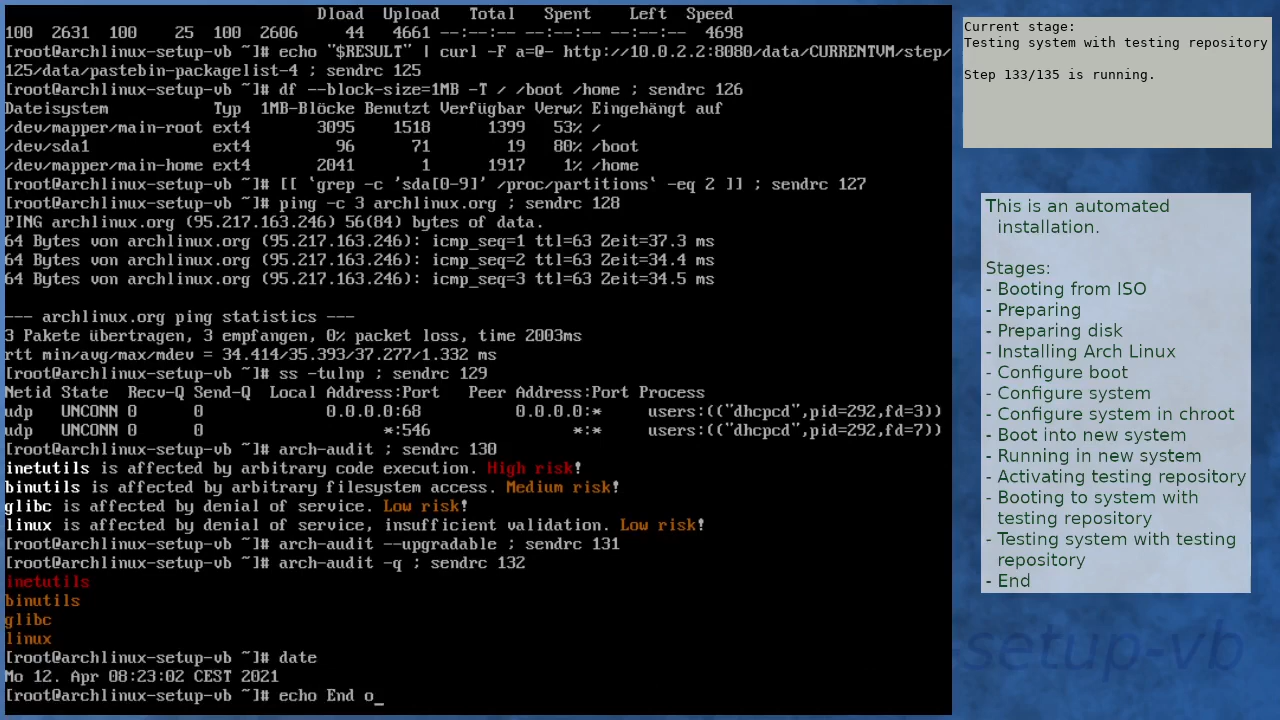 Dload  Upload   Total   Spent    Left  Speed
100  2631  100    25  100  2606     44   4661 --:--:-- --:--:-- --:--:--  4698
[root@archlinux-setup-vb ~]# echo "$RESULT" | curl -F a=@- http://10.0.2.2:8080/data/CURRENTVM/step/
125/data/pastebin-packagelist-4 ; sendrc 125
[root@archlinux-setup-vb ~]# df --block-size=1MB -T / /boot /home ; sendrc 126
Dateisystem           Typ  1MB-Blöcke Benutzt Verfügbar Verw% Eingehängt auf
/dev/mapper/main-root ext4       3095    1518      1399   53% /
/dev/sda1             ext4         96      71        19   80% /boot
/dev/mapper/main-home ext4       2041       1      1917    1% /home
[root@archlinux-setup-vb ~]# [[ `grep -c 'sda[0-9]' /proc/partitions` -eq 2 ]] ; sendrc 127
[root@archlinux-setup-vb ~]# ping -c 3 archlinux.org ; sendrc 128
PING archlinux.org (95.217.163.246) 56(84) bytes of data.
64 Bytes von archlinux.org (95.217.163.246): icmp_seq=1 ttl=63 Zeit=37.3 ms
64 Bytes von archlinux.org (95.217.163.246): icmp_seq=2 ttl=63 Zeit=34.4 ms
64 Bytes von archlinux.org (95.217.163.246): icmp_seq=3 ttl=63 Zeit=34.5 ms
--- archlinux.org ping statistics ---
3 Pakete übertragen, 3 empfangen, 0% packet loss, time 2003ms
rtt min/avg/max/mdev = 34.414/35.393/37.277/1.332 ms
[root@archlinux-setup-vb ~]# ss -tulnp ; sendrc 129
Netid State  Recv-Q Send-Q  Local Address:Port   Peer Address:Port Process
udp   UNCONN 0      0             0.0.0.0:68          0.0.0.0:*     users:(("dhcpcd",pid=292,fd=3))
udp   UNCONN 0      0                  *:546               *:*     users:(("dhcpcd",pid=292,fd=7))
[root@archlinux-setup-vb ~]# arch-audit ; sendrc 130
inetutils is affected by arbitrary code execution. High risk!
binutils is affected by arbitrary filesystem access. Medium risk!
glibc is affected by denial of service. Low risk!
linux is affected by denial of service, insufficient validation. Low risk!
[root@archlinux-setup-vb ~]# arch-audit --upgradable ; sendrc 131
[root@archlinux-setup-vb ~]# arch-audit -q ; sendrc 132
inetutils
binutils
glibc
linux
[root@archlinux-setup-vb ~]# date
Mo 12. Apr 08:23:02 CEST 2021
[root@archlinux-setup-vb ~]# echo End o_
Current stage:
Testing system with testing repository
Step 133/135 is running.
This is an automated
installation.
Stages:
- Booting from ISO
- Preparing
- Preparing disk
- Installing Arch Linux
- Configure boot
- Configure system
- Configure system in chroot
- Boot into new system
- Running in new system
- Activating testing repository
- Booting to system with
testing repository
- Testing system with testing
repository
- End
-setup-vb